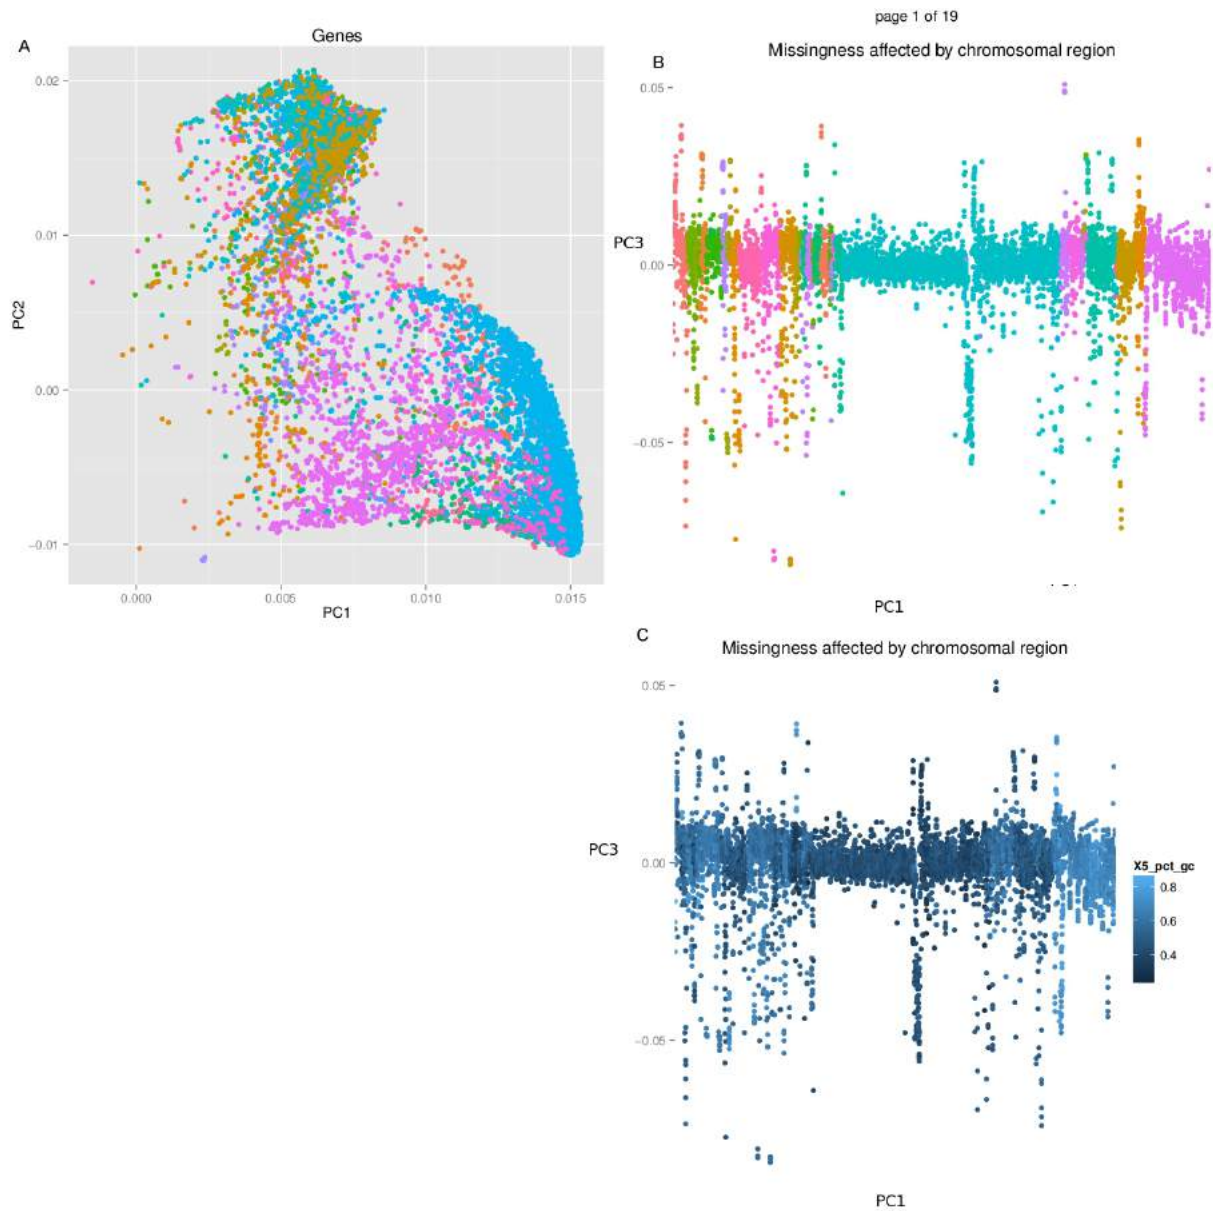 page 1 of 19
A
Genes
0.02
0.01
0.00
−0.01
PC2
0.000
0.005
0.010
0.015
PC1
B
Missingness affected by chromosomal region
0.05
0.00
−0.05
PC3
PC1
C
Missingness affected by chromosomal region
0.05
0.00
−0.05
PC3
PC1
X5_pct_gc
0.8
0.6
0.4